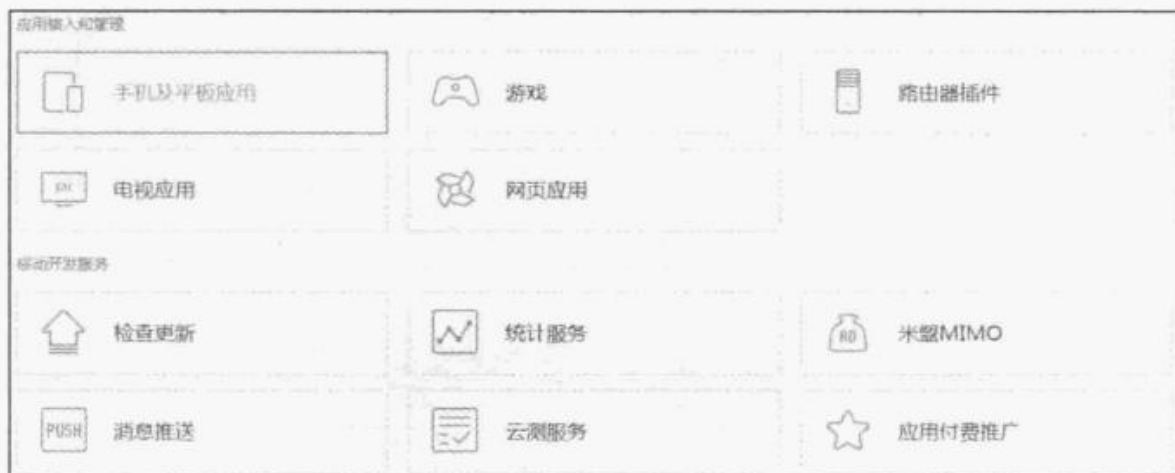 应用接入和管理
手机及平板应用 游戏 路由器插件
电视应用 网页应用
移动开发服务
检查更新 统计服务 米盟MIMO
PUSH 消息推送 云测服务 应用付费推广